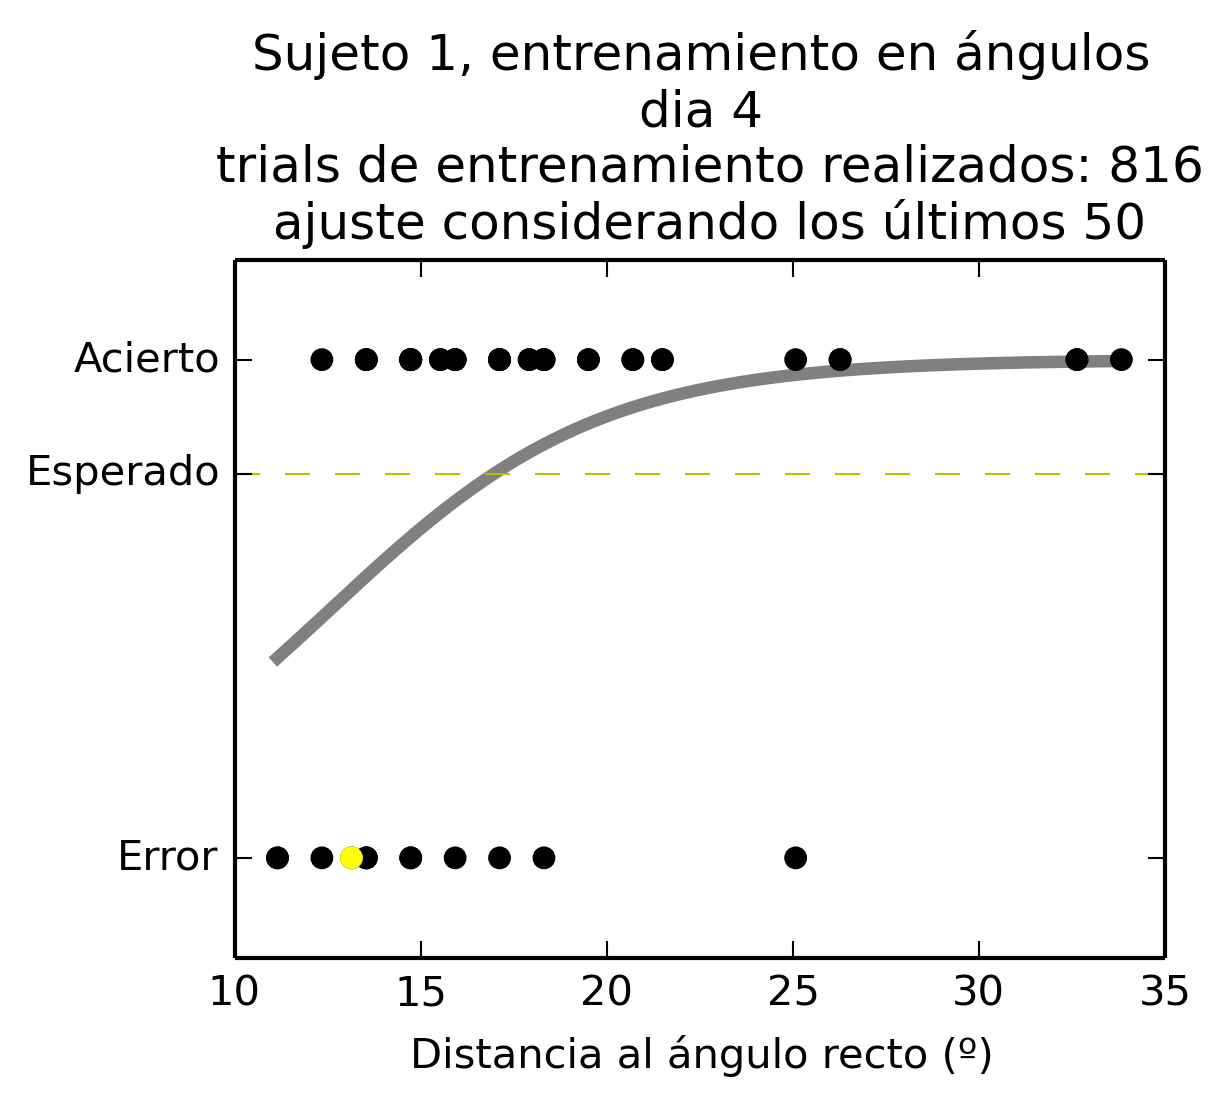 Sujeto 1, entrenamiento en ángulos
dia 4
trials de entrenamiento realizados: 816
ajuste considerando los últimos 50
Acierto
Esperado
Error
10 15 20 25 30 35
Distancia al ángulo recto (º)